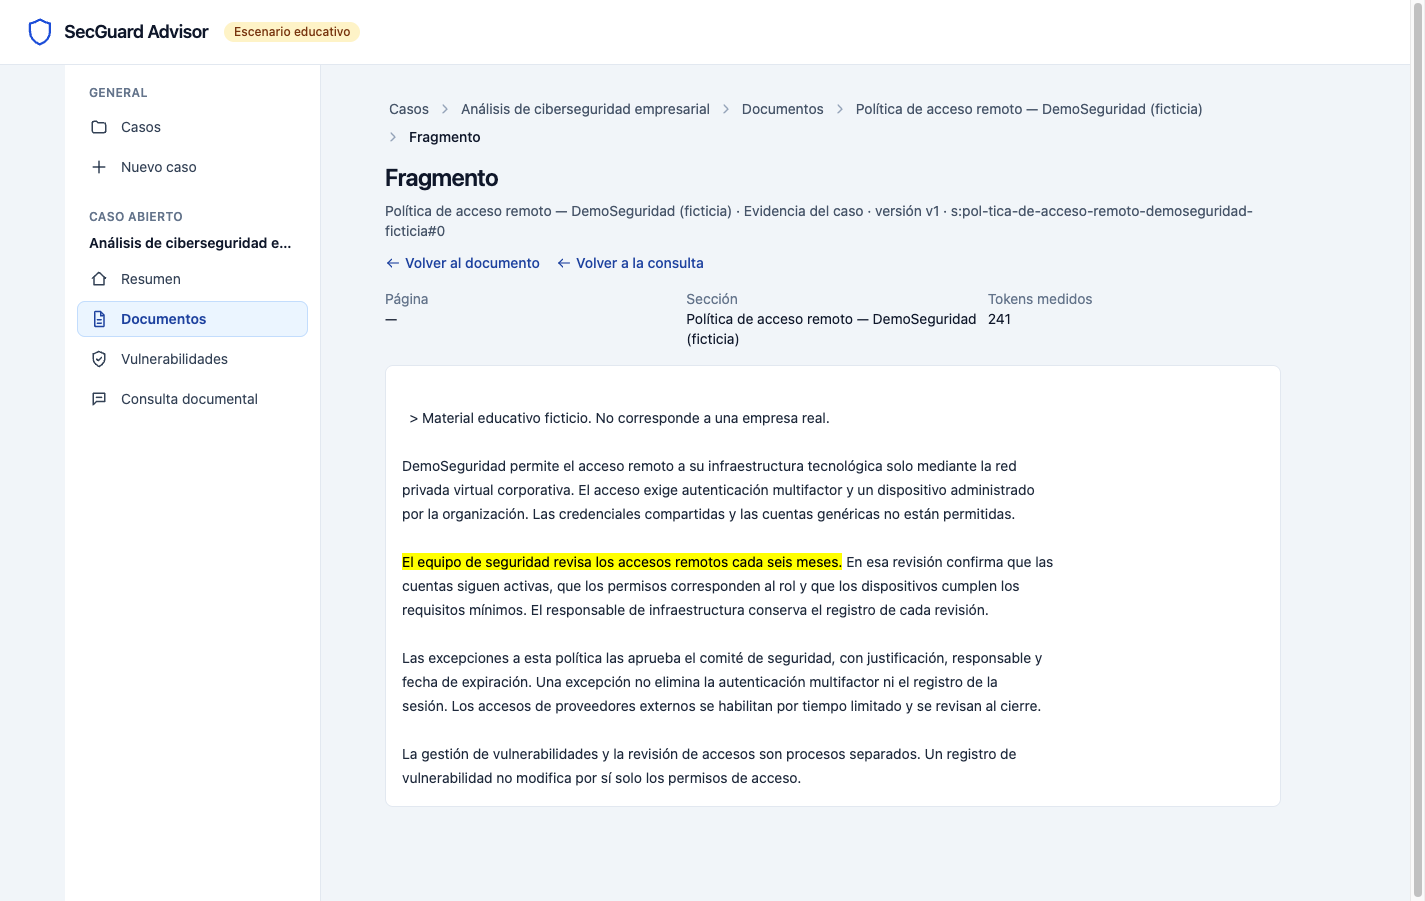 SecGuard Advisor
Escenario educativo
GENERAL
Casos
Nuevo caso
CASO ABIERTO
Análisis de ciberseguridad e...
Resumen
Documentos
Vulnerabilidades
Consulta documental
Casos > Análisis de ciberseguridad empresarial > Documentos > Política de acceso remoto — DemoSeguridad (ficticia)
> Fragmento
Fragmento
Política de acceso remoto — DemoSeguridad (ficticia) · Evidencia del caso · versión v1 · s:pol-tica-de-acceso-remoto-demoseguridad-
ficticia#0
← Volver al documento ← Volver a la consulta
Página
—
Sección
Política de acceso remoto — DemoSeguridad
(ficticia)
Tokens medidos
241
> Material educativo ficticio. No corresponde a una empresa real.
DemoSeguridad permite el acceso remoto a su infraestructura tecnológica solo mediante la red
privada virtual corporativa. El acceso exige autenticación multifactor y un dispositivo administrado
por la organización. Las credenciales compartidas y las cuentas genéricas no están permitidas.
El equipo de seguridad revisa los accesos remotos cada seis meses. En esa revisión confirma que las
cuentas siguen activas, que los permisos corresponden al rol y que los dispositivos cumplen los
requisitos mínimos. El responsable de infraestructura conserva el registro de cada revisión.
Las excepciones a esta política las aprueba el comité de seguridad, con justificación, responsable y
fecha de expiración. Una excepción no elimina la autenticación multifactor ni el registro de la
sesión. Los accesos de proveedores externos se habilitan por tiempo limitado y se revisan al cierre.
La gestión de vulnerabilidades y la revisión de accesos son procesos separados. Un registro de
vulnerabilidad no modifica por sí solo los permisos de acceso.